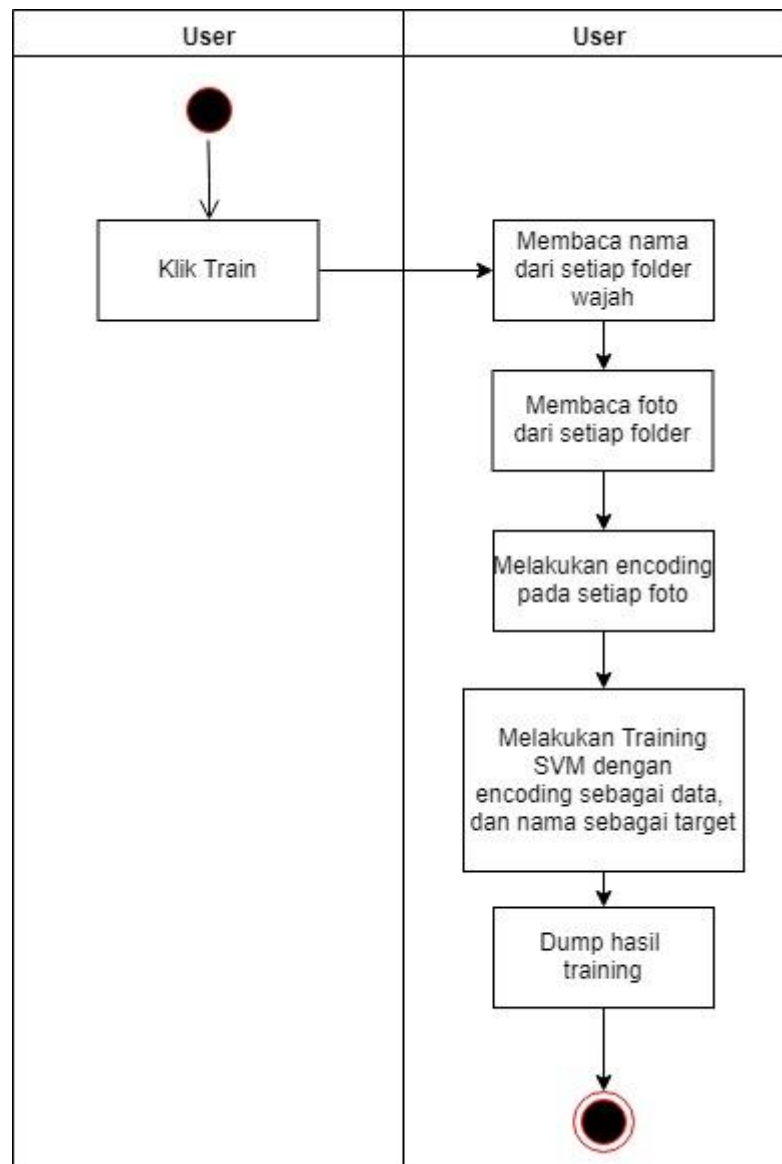 User
User
Klik Train
Membaca nama
dari setiap folder
wajah
Membaca foto
dari setiap folder
Melakukan encoding
pada setiap foto
Melakukan Training
SVM dengan
encoding sebagai data,
dan nama sebagai target
Dump hasil
training